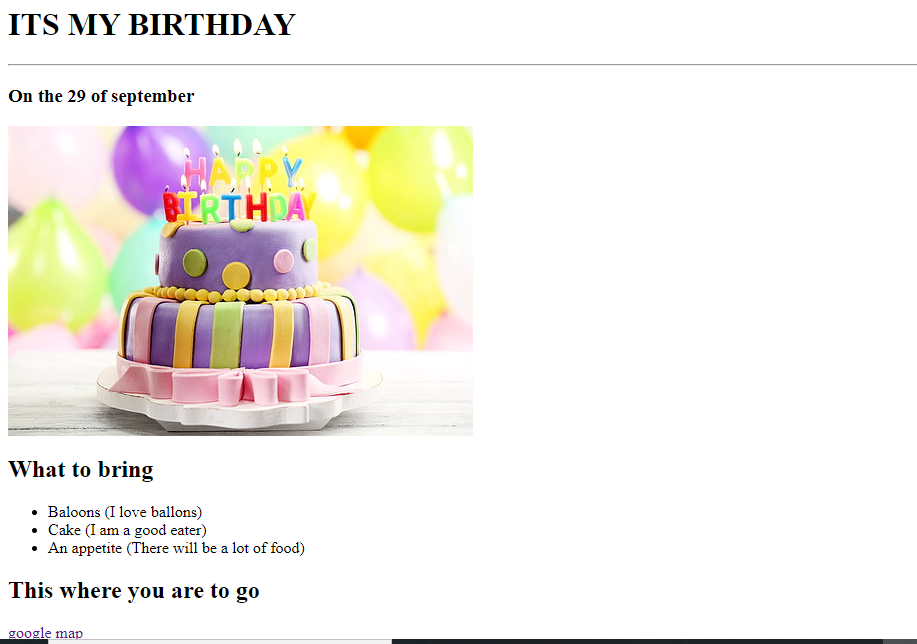 ITS MY BIRTHDAY
On the 29 of september
HAPPY
BIRTHDAY
What to bring
Baloons (I love ballons)
Cake (I am a good eater)
An appetite (There will be a lot of food)
This where you are to go
google map